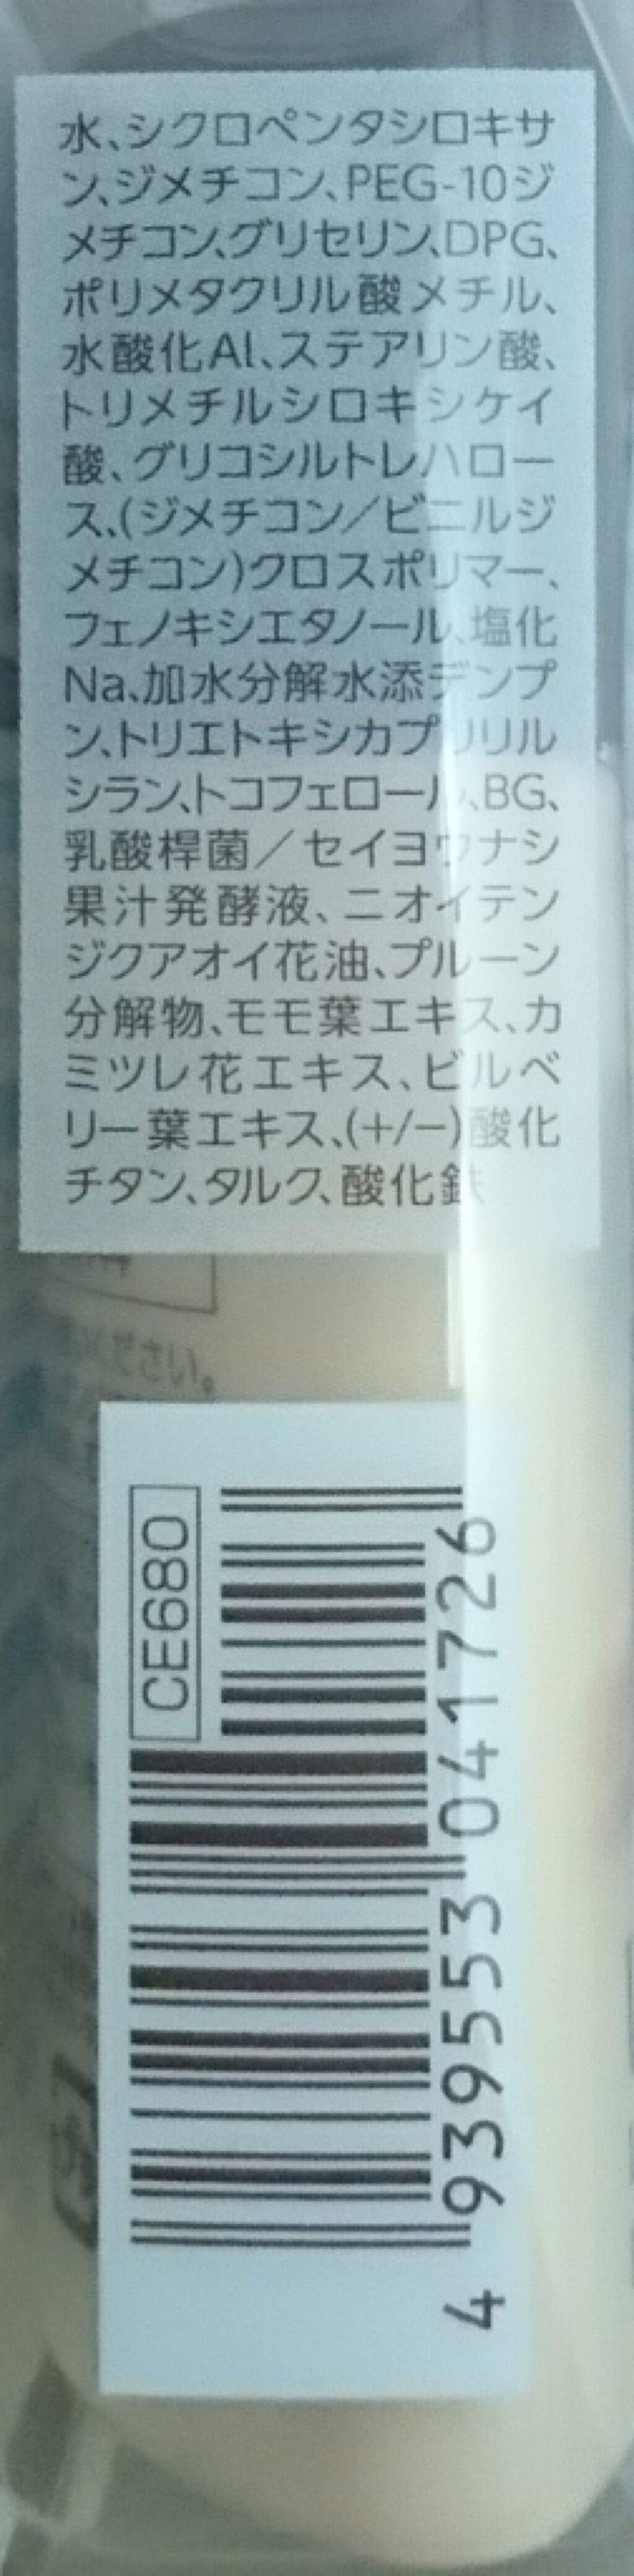 水、シクロペンタシロキサ
ン、ジメチコン、PEG-10ジ
メチコン、グリセリン、DPG、
ポリメタクリル酸メチル、
水酸化Al、ステアリン酸、
トリメチルシロキシケイ
酸、グリコシルトレハロー
ス、(ジメチコン/ビニルジ
メチコン)クロスポリマー、
フェノキシエタノール、塩化
Na、加水分解水添デンプ
ン、トリエトキシカプリリル
シラン、トコフェロール、BG、
乳酸桿菌/セイヨウナシ
果汁発酵液、ニオイテン
ジクアオイ花油、プルーン
分解物、モモ葉エキス、カ
ミツレ花エキス、ビルベ
リー葉エキス、(+/-)酸化
チタン、タルク、酸化鉄
ください。
CE680
4 939553 041726